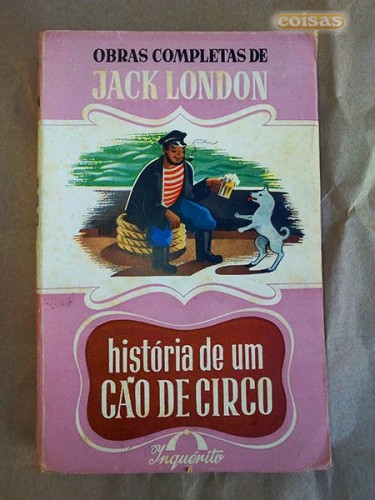 coisas
OBRAS COMPLETAS DE
JACK LONDON
história de um
CÃO DE CIRCO
Inquérito